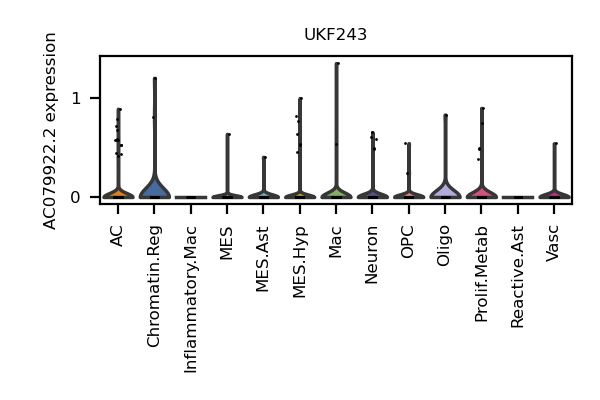 UKF243
AC079922.2 expression
1
0
AC
Chromatin.Reg
Inflammatory.Mac
MES
MES.Ast
MES.Hyp
Mac
Neuron
OPC
Oligo
Prolif.Metab
Reactive.Ast
Vasc